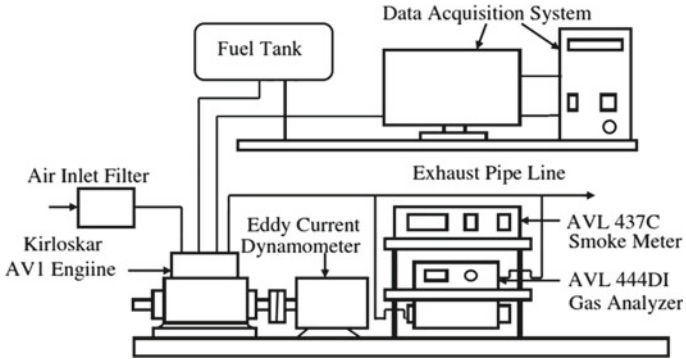 Data Acquisition System
Fuel Tank
Exhaust Pipe Line
Air Inlet Filter
Eddy Current
Dynamometer
AVL 437C
Smoke Meter
Kirloskar
AV1 Engiine
AVL 444DI
Gas Analyzer